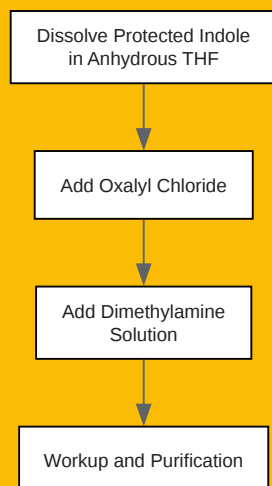 Dissolve Protected Indole
in Anhydrous THF
Add Oxalyl Chloride
Add Dimethylamine
Solution
Workup and Purification